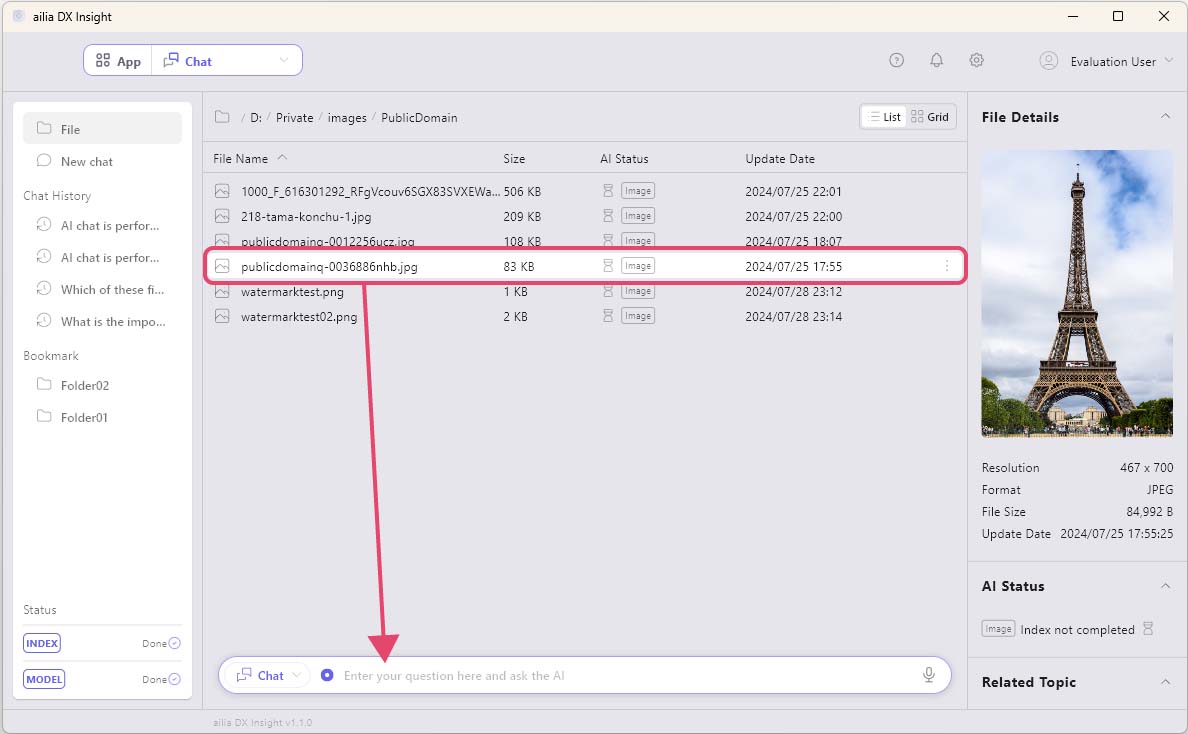 ailia DX Insight
App
Chat
Evaluation User
File
New chat
Chat History
AI chat is perfor...
AI chat is perfor...
Which of these fi...
What is the impo...
Bookmark
Folder02
Folder01
Status
INDEX Done
MODEL Done
/ D: / Private / images / PublicDomain
List Grid
File Name Size AI Status Update Date
1000_F_616301292_RFgVcouv6SGX83SVXEWa... 506 KB Image 2024/07/25 22:01
218-tama-konchu-1.jpg 209 KB Image 2024/07/25 22:00
publicdomainq-0012256ucz.jpg 108 KB Image 2024/07/25 18:07
publicdomainq-0036886nhb.jpg 83 KB Image 2024/07/25 17:55
watermarktest.png 1 KB Image 2024/07/28 23:12
watermarktest02.png 2 KB Image 2024/07/28 23:14
Chat Enter your question here and ask the AI
ailia DX Insight v1.1.0
File Details
Resolution 467 x 700
Format JPEG
File Size 84,992 B
Update Date 2024/07/25 17:55:25
AI Status
Image Index not completed
Related Topic